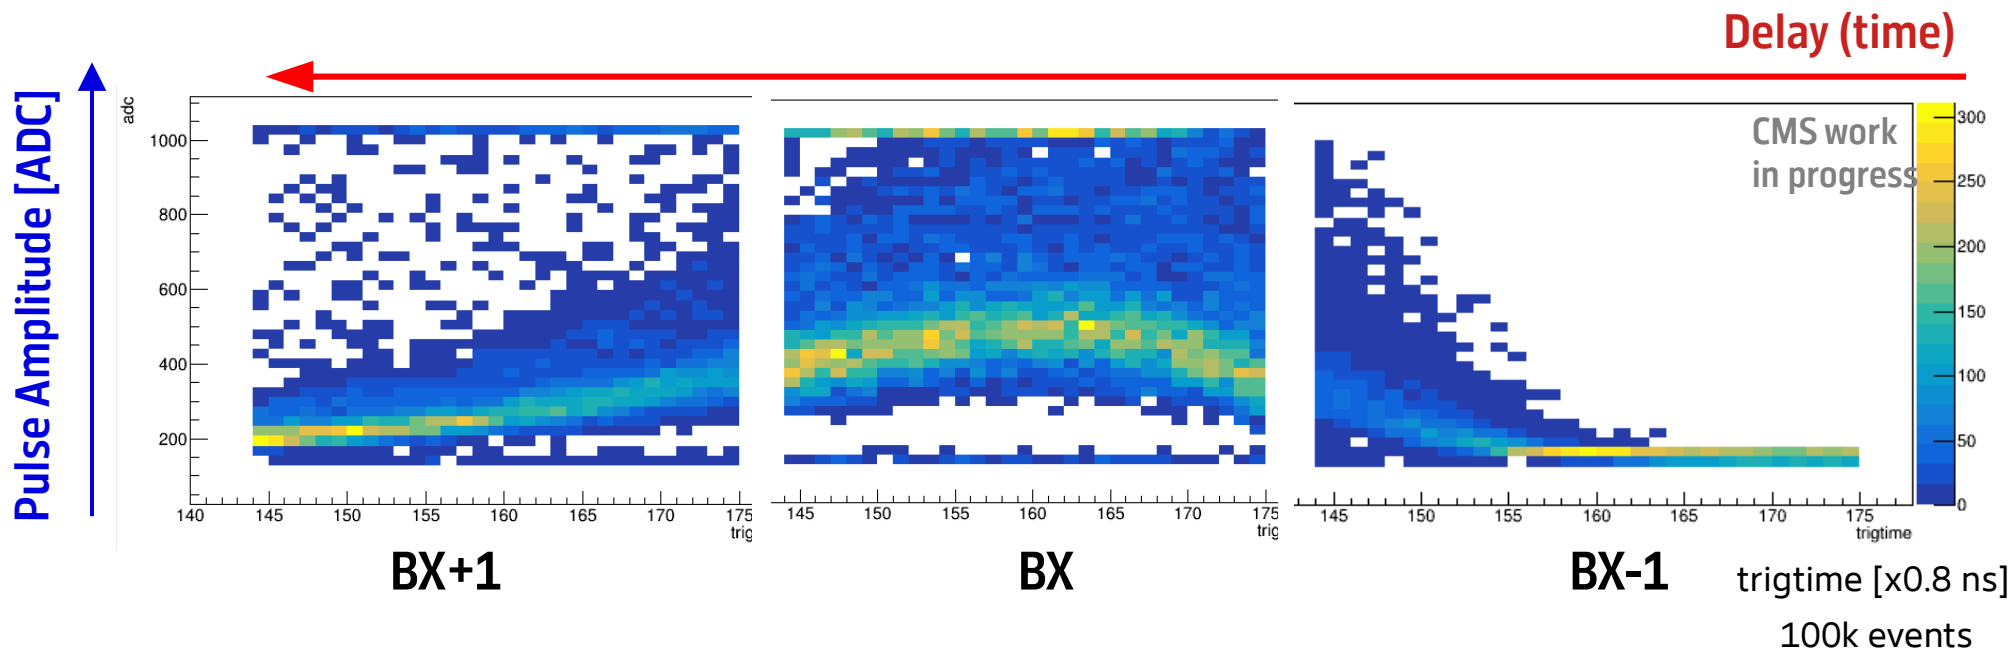 Delay (time)
Pulse Amplitude [ADC]
adc
1000
800
600
400
200
140 145 150 155 160 165 170 175
trig
145 150 155 160 165 170 175
trig
CMS work
in progress
300
250
200
150
100
50
0
145 150 155 160 165 170 175
trigtime
BX+1
BX
BX-1
trigtime [x0.8 ns]
100k events